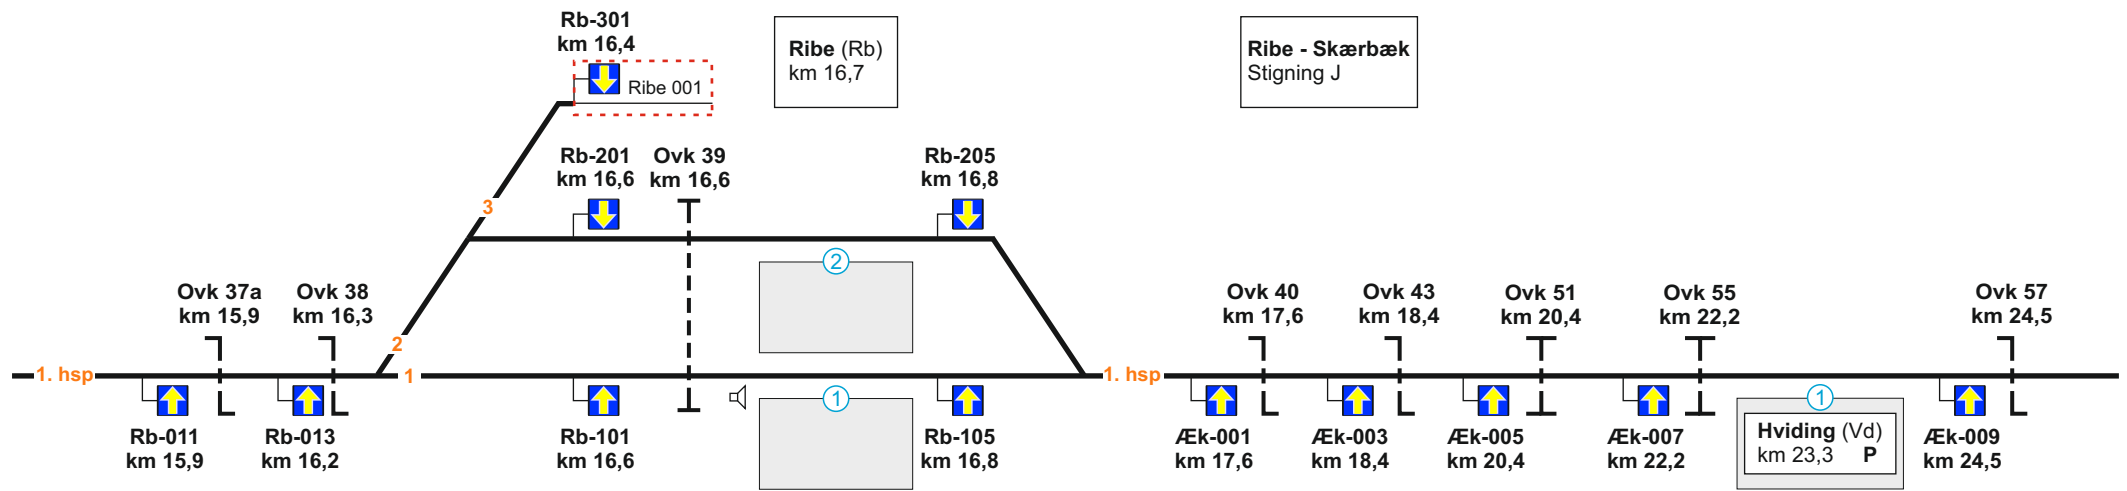 Rb-301
km 16,4
Ribe 001
Ribe (Rb)
km 16,7
Ribe - Skærbæk
Stigning J
Rb-201
km 16,6
Ovk 39
km 16,6
Rb-205
km 16,8
3
2
Ovk 37a
km 15,9
Ovk 38
km 16,3
2
Ovk 40
km 17,6
Ovk 43
km 18,4
Ovk 51
km 20,4
Ovk 55
km 22,2
Ovk 57
km 24,5
1. hsp
1
1. hsp
1
1
Rb-011
km 15,9
Rb-013
km 16,2
Rb-101
km 16,6
Rb-105
km 16,8
Æk-001
km 17,6
Æk-003
km 18,4
Æk-005
km 20,4
Æk-007
km 22,2
Hviding (Vd)
km 23,3 P
Æk-009
km 24,5